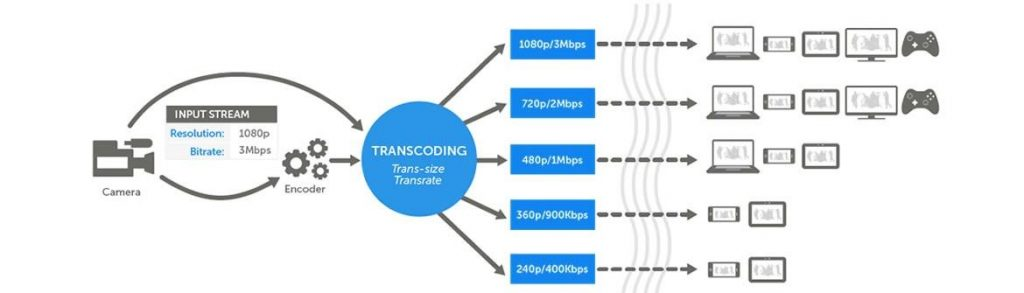 INPUT STREAM
Resolution: 1080p
Bitrate: 3Mbps
Camera
Encoder
TRANSCODING
Trans-size
Transrate
1080p/3Mbps
720p/2Mbps
480p/1Mbps
360p/900Kbps
240p/400Kbps